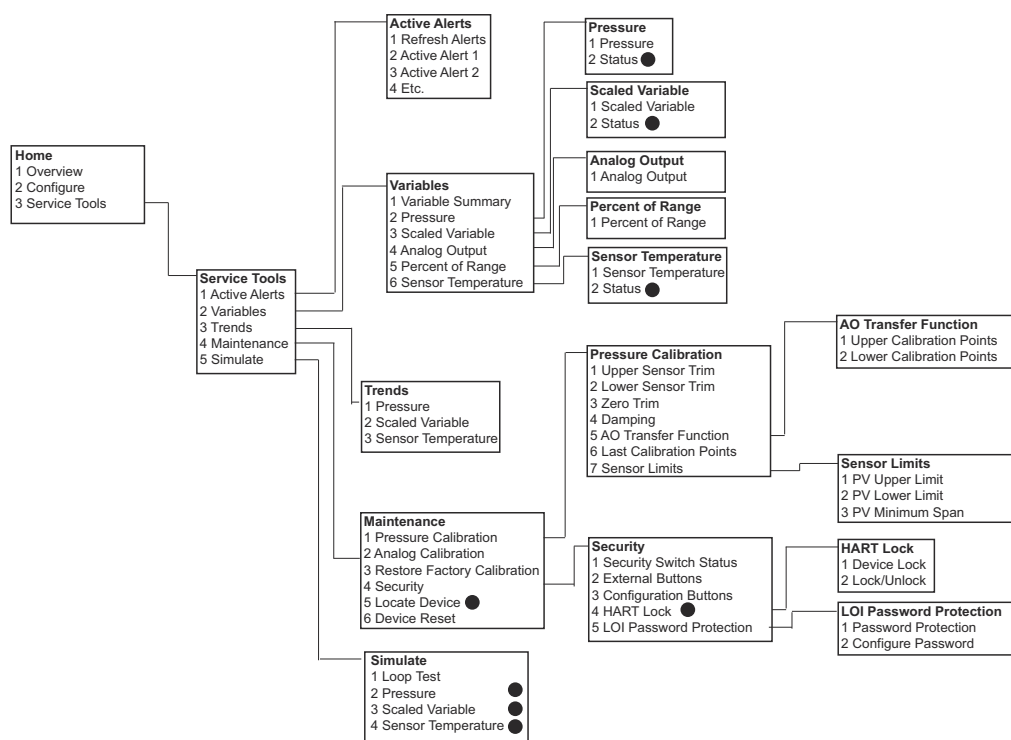 Home
1 Overview
2 Configure
3 Service Tools
Service Tools
1 Active Alerts
2 Variables
3 Trends
4 Maintenance
5 Simulate
Active Alerts
1 Refresh Alerts
2 Active Alert 1
3 Active Alert 2
4 Etc.
Variables
1 Variable Summary
2 Pressure
3 Scaled Variable
4 Analog Output
5 Percent of Range
6 Sensor Temperature
Pressure
1 Pressure
2 Status
Scaled Variable
1 Scaled Variable
2 Status
Analog Output
1 Analog Output
Percent of Range
1 Percent of Range
Sensor Temperature
1 Sensor Temperature
2 Status
Trends
1 Pressure
2 Scaled Variable
3 Sensor Temperature
Maintenance
1 Pressure Calibration
2 Analog Calibration
3 Restore Factory Calibration
4 Security
5 Locate Device
6 Device Reset
Pressure Calibration
1 Upper Sensor Trim
2 Lower Sensor Trim
3 Zero Trim
4 Damping
5 AO Transfer Function
6 Last Calibration Points
7 Sensor Limits
AO Transfer Function
1 Upper Calibration Points
2 Lower Calibration Points
Sensor Limits
1 PV Upper Limit
2 PV Lower Limit
3 PV Minimum Span
Security
1 Security Switch Status
2 External Buttons
3 Configuration Buttons
4 HART Lock
5 LOI Password Protection
HART Lock
1 Device Lock
2 Lock/Unlock
LOI Password Protection
1 Password Protection
2 Configure Password
Simulate
1 Loop Test
2 Pressure
3 Scaled Variable
4 Sensor Temperature